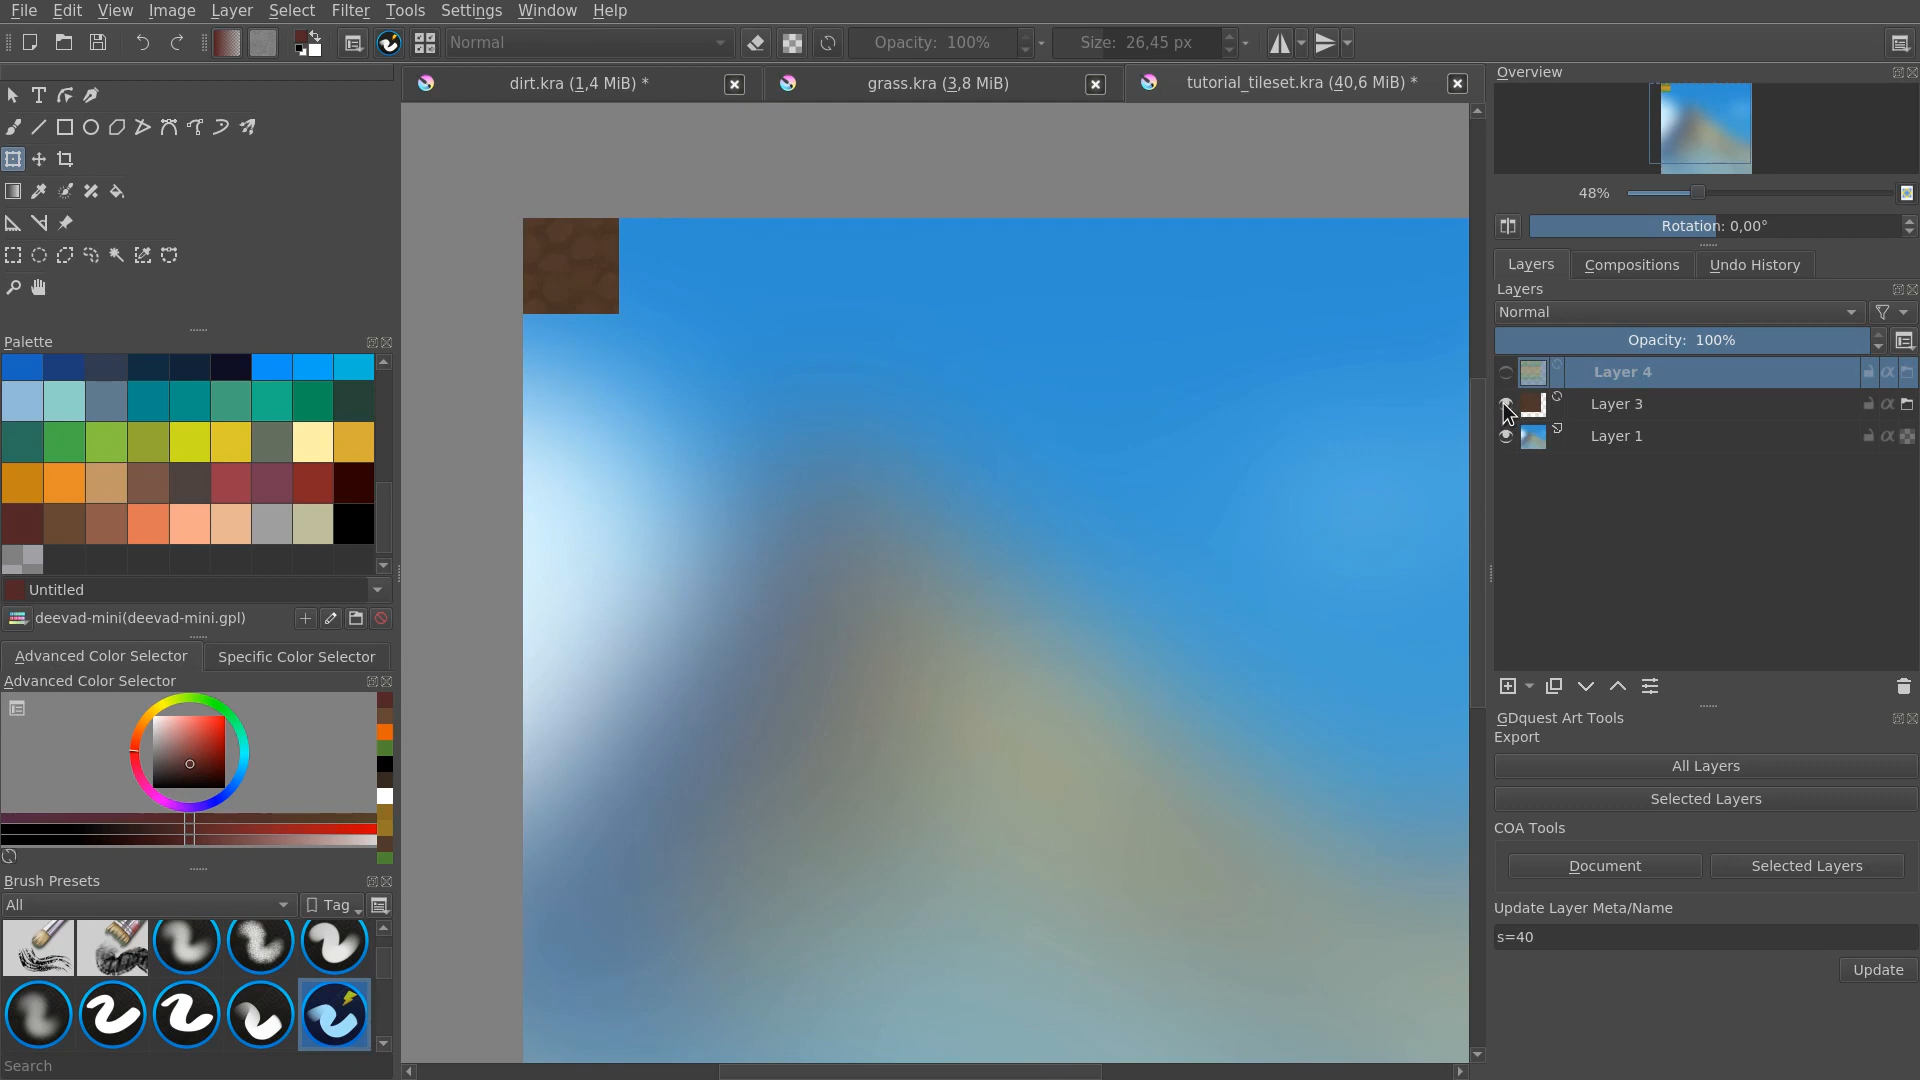 File Edit View Image Layer Select Filter Tools Settings Window Help
Normal Opacity: 100% Size: 26,45 px
dirt.kra (1,4 MiB) * grass.kra (3,8 MiB) tutorial_tileset.kra (40,6 MiB) *
Overview
48%
Rotation: 0,00°
Layers Compositions Undo History
Layers
Normal
Opacity: 100%
Layer 4
Layer 3
Layer 1
GDquest Art Tools
Export
All Layers
Selected Layers
COA Tools
Document Selected Layers
Update Layer Meta/Name
s=40
Update
Palette
Untitled
deevad-mini(deevad-mini.gpl)
Advanced Color Selector Specific Color Selector
Advanced Color Selector
Brush Presets
All Tag
Search